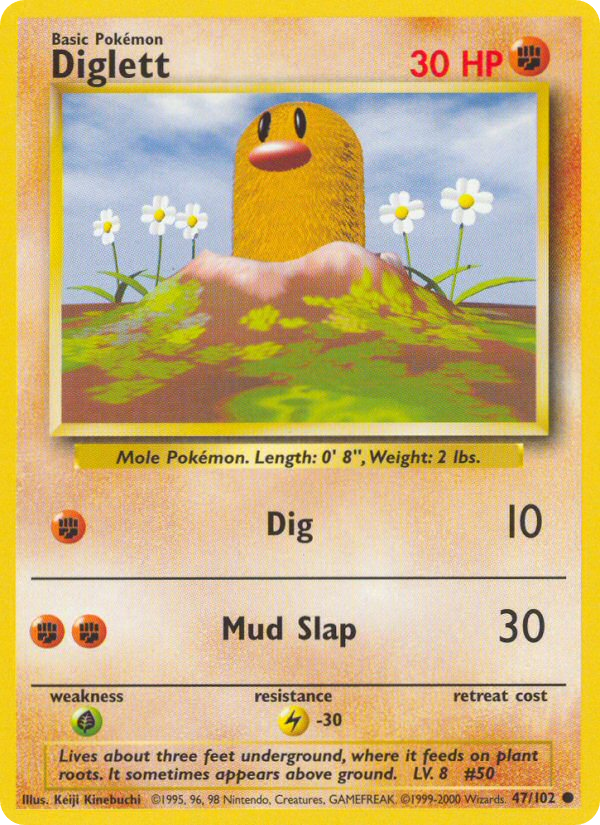 Basic Pokémon
Diglett 30 HP
Mole Pokémon. Length: 0' 8", Weight: 2 lbs.
Dig 10
Mud Slap 30
weakness resistance retreat cost
-30
Lives about three feet underground, where it feeds on plant
roots. It sometimes appears above ground. LV. 8 #50
Illus. Keiji Kinebuchi ©1995, 96, 98 Nintendo, Creatures, GAMEFREAK. ©1999-2000 Wizards. 47/102